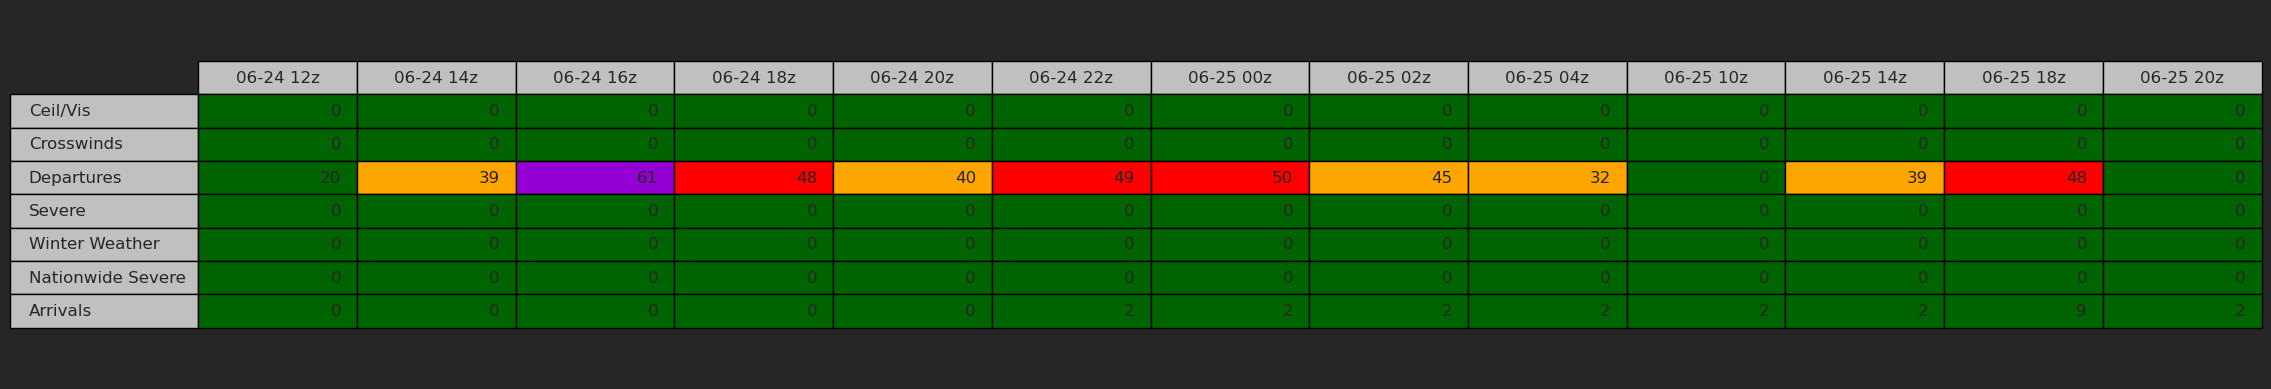 06-24 12z 06-24 14z 06-24 16z 06-24 18z 06-24 20z 06-24 22z 06-25 00z 06-25 02z 06-25 04z 06-25 10z 06-25 14z 06-25 18z 06-25 20z
Ceil/Vis 0 0 0 0 0 0 0 0 0 0 0 0 0
Crosswinds 0 0 0 0 0 0 0 0 0 0 0 0 0
Departures 20 39 61 48 40 49 50 45 32 0 39 48 0
Severe 0 0 0 0 0 0 0 0 0 0 0 0 0
Winter Weather 0 0 0 0 0 0 0 0 0 0 0 0 0
Nationwide Severe 0 0 0 0 0 0 0 0 0 0 0 0 0
Arrivals 0 0 0 0 0 2 2 2 2 2 2 9 2